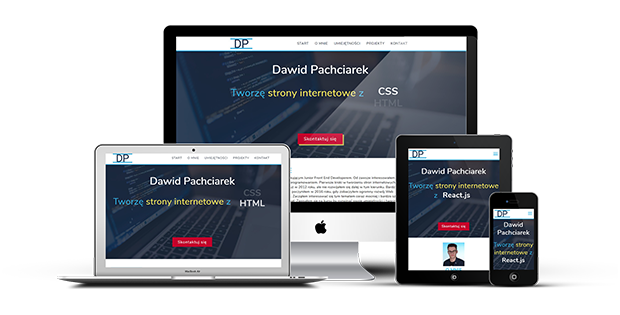 DP
START O MNIE UMIEJĘTNOŚCI PROJEKTY KONTAKT
Dawid Pachciarek
Tworzę strony internetowe z CSS
HTML
Skontaktuj się
DP
START O MNIE UMIEJĘTNOŚCI PROJEKTY KONTAKT
Dawid Pachciarek
CSS
Tworzę strony internetowe z HTML
Skontaktuj się
MacBook Air
DP
Dawid Pachciarek
Tworzę strony internetowe
z React.js
Skontaktuj się
O MNIE
DP
Dawid
Pachciarek
Tworzę strony
internetowe z
React.js